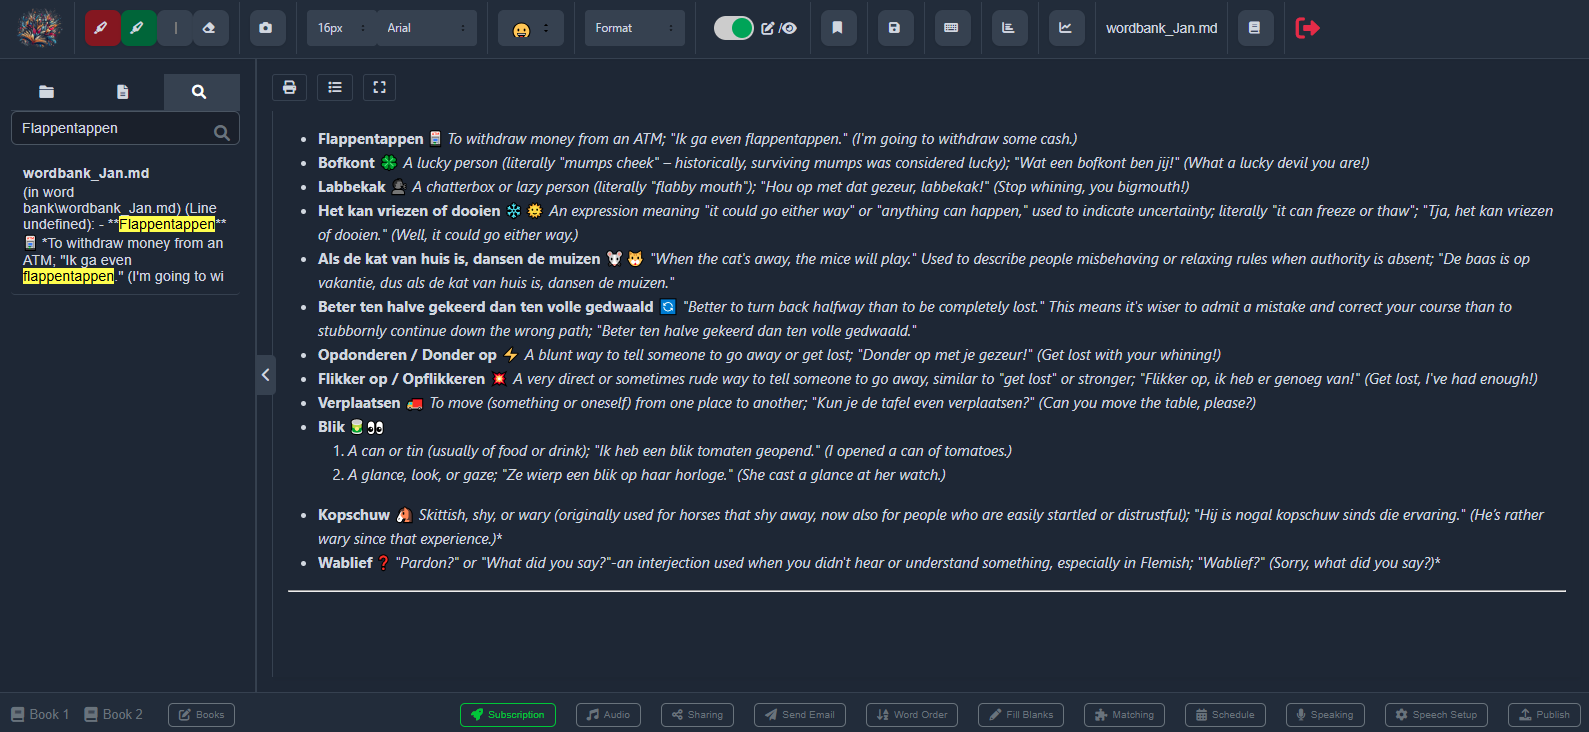 16px
Arial
Format
wordbank_Jan.md
Flappentappen
wordbank_Jan.md
(in word
bank\wordbank_Jan.md) (Line
undefined): - **Flappentappen**
*To withdraw money from an
ATM; "Ik ga even
flappentappen." (I'm going to wi
Flappentappen To withdraw money from an ATM; "Ik ga even flappentappen." (I'm going to withdraw some cash.)
Bofkont A lucky person (literally "mumps cheek" – historically, surviving mumps was considered lucky); "Wat een bofkont ben jij!" (What a lucky devil you are!)
Labbekak A chatterbox or lazy person (literally "flabby mouth"); "Hou op met dat gezeur, labbekak!" (Stop whining, you bigmouth!)
Het kan vriezen of dooien An expression meaning "it could go either way" or "anything can happen," used to indicate uncertainty; literally "it can freeze or thaw"; "Tja, het kan vriezen
of dooien." (Well, it could go either way.)
Als de kat van huis is, dansen de muizen "When the cat's away, the mice will play." Used to describe people misbehaving or relaxing rules when authority is absent; "De baas is op
vakantie, dus als de kat van huis is, dansen de muizen."
Beter ten halve gekeerd dan ten volle gedwaald "Better to turn back halfway than to be completely lost." This means it's wiser to admit a mistake and correct your course than to
stubbornly continue down the wrong path; "Beter ten halve gekeerd dan ten volle gedwaald."
Opdonderen / Donder op A blunt way to tell someone to go away or get lost; "Donder op met je gezeur!" (Get lost with your whining!)
Flikker op / Opflikkeren A very direct or sometimes rude way to tell someone to go away, similar to "get lost" or stronger; "Flikker op, ik heb er genoeg van!" (Get lost, I've had enough!)
Verplaatsen To move (something or oneself) from one place to another; "Kun je de tafel even verplaatsen?" (Can you move the table, please?)
Blik
1. A can or tin (usually of food or drink); "Ik heb een blik tomaten geopend." (I opened a can of tomatoes.)
2. A glance, look, or gaze; "Ze wierp een blik op haar horloge." (She cast a glance at her watch.)
Kopschuw Skittish, shy, or wary (originally used for horses that shy away, now also for people who are easily startled or distrustful); "Hij is nogal kopschuw sinds die ervaring." (He's rather
wary since that experience.)*
Wablief "Pardon?" or "What did you say?"-an interjection used when you didn't hear or understand something, especially in Flemish; "Wablief?" (Sorry, what did you say?)*
Book 1 Book 2 Books Subscription Audio Sharing Send Email Word Order Fill Blanks Matching Schedule Speaking Speech Setup Publish